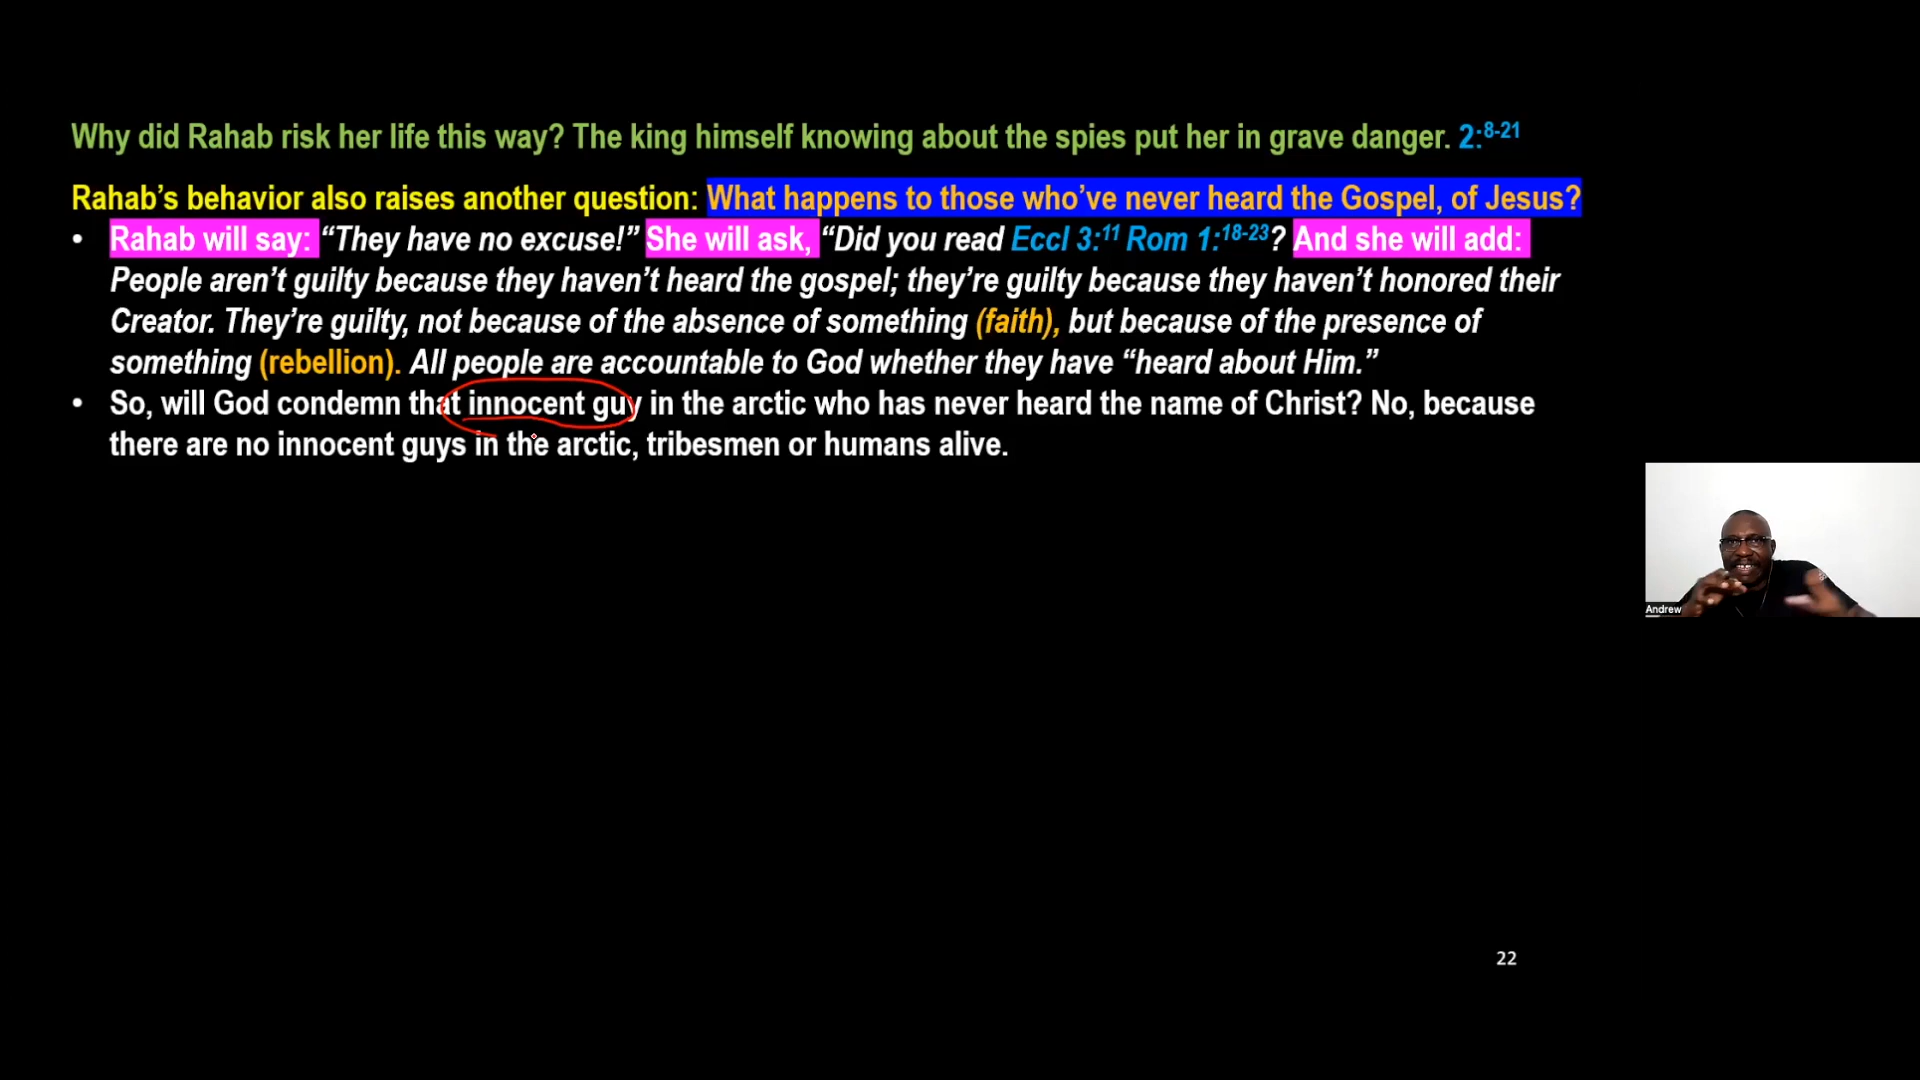 Why did Rahab risk her life this way? The king himself knowing about the spies put her in grave danger. 2:8-21
Rahab’s behavior also raises another question: What happens to those who’ve never heard the Gospel, of Jesus?
• Rahab will say: “They have no excuse!” She will ask, “Did you read Eccl 3:11 Rom 1:18-23? And she will add:
People aren’t guilty because they haven’t heard the gospel; they’re guilty because they haven’t honored their
Creator. They’re guilty, not because of the absence of something (faith), but because of the presence of
something (rebellion). All people are accountable to God whether they have “heard about Him.”
• So, will God condemn that innocent guy in the arctic who has never heard the name of Christ? No, because
there are no innocent guys in the arctic, tribesmen or humans alive.
Andrew
22